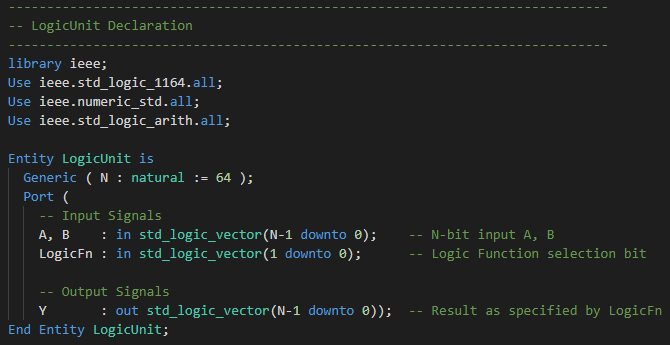 -----------------------------------------------------------------------------
-- LogicUnit Declaration
-----------------------------------------------------------------------------
library ieee;
Use ieee.std_logic_1164.all;
Use ieee.numeric_std.all;
Use ieee.std_logic_arith.all;

Entity LogicUnit is
  Generic ( N : natural := 64 );
  Port (
    -- Input Signals
    A, B    : in std_logic_vector(N-1 downto 0);    -- N-bit input A, B
    LogicFn : in std_logic_vector(1 downto 0);      -- Logic Function selection bit

    -- Output Signals
    Y       : out std_logic_vector(N-1 downto 0));  -- Result as specified by LogicFn
End Entity LogicUnit;